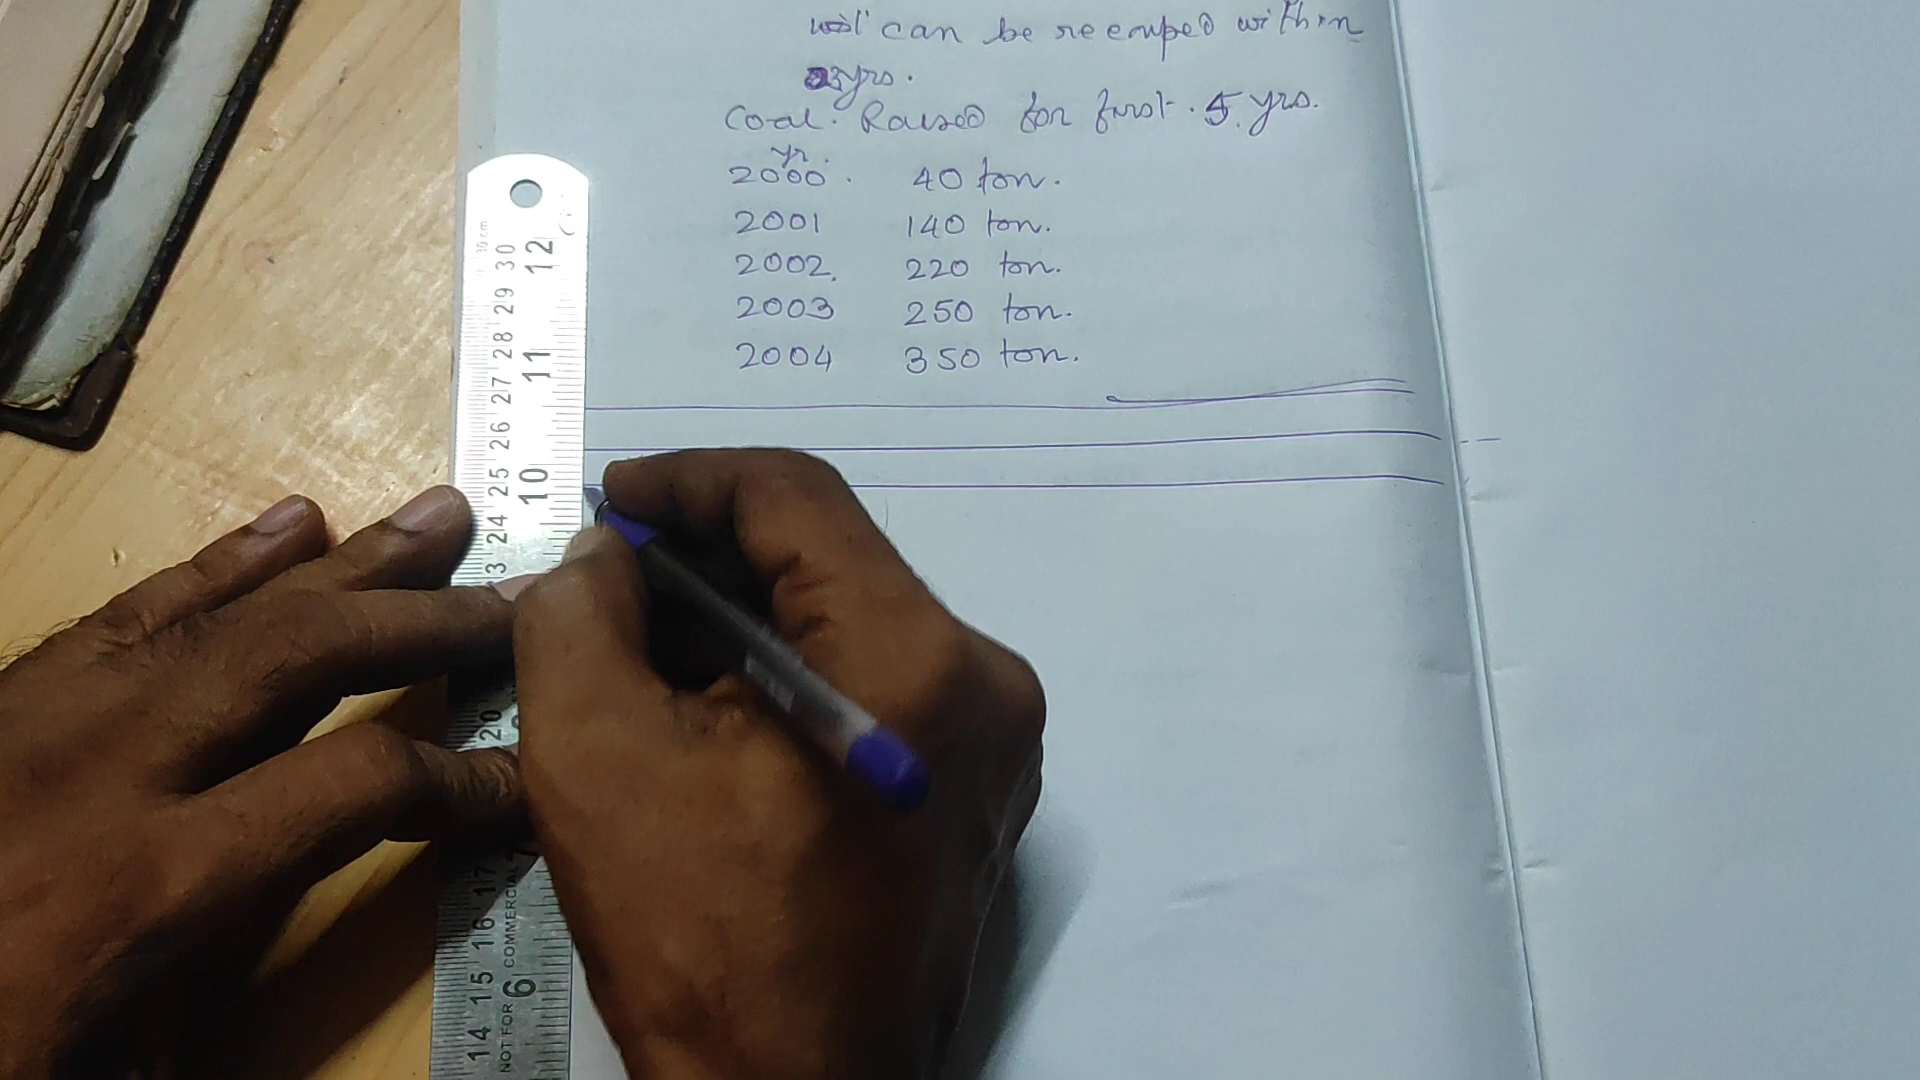 can be recouped within
3yrs.
Coal. Raised for first. 5 yrs.
yr.
2000. 40 ton.
2001 140 ton.
2002. 220 ton.
2003 250 ton.
2004 350 ton.
30 cm
12
11
10
6
30
29
28
27
26
25
24
3
20
17
16
15
14
NOT FOR COMMERCIAL